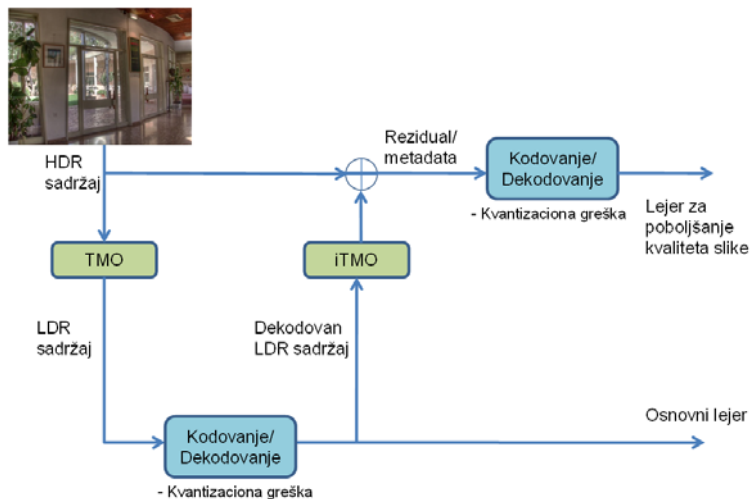 HDR
sadržaj
Rezidual/
metadata
Kodovanje/
Dekodovanje
- Kvantizaciona greška
Lejer za
poboljšanje
kvaliteta slike
TMO
iTMO
LDR
sadržaj
Dekodovan
LDR sadržaj
Osnovni lejer
Kodovanje/
Dekodovanje
- Kvantizaciona greška